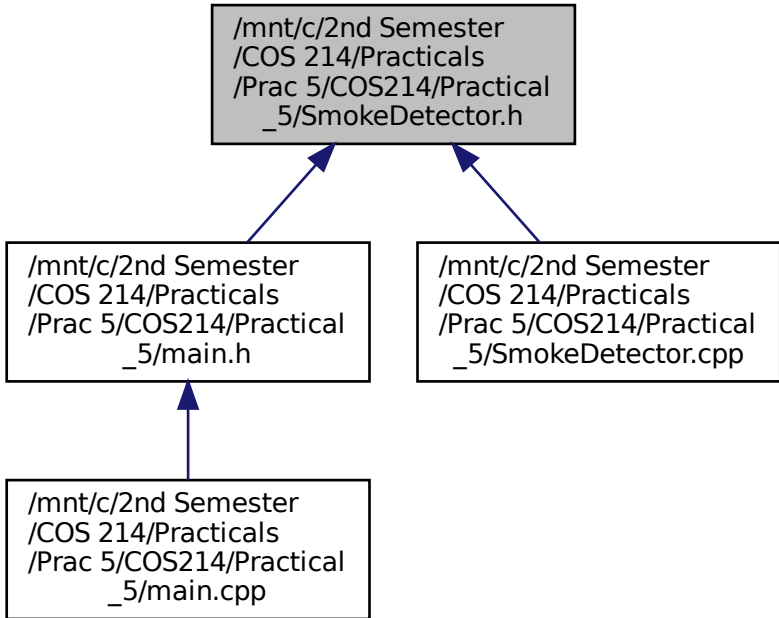 /mnt/c/2nd Semester
/COS 214/Practicals
/Prac 5/COS214/Practical
_5/SmokeDetector.h
/mnt/c/2nd Semester
/COS 214/Practicals
/Prac 5/COS214/Practical
_5/main.h
/mnt/c/2nd Semester
/COS 214/Practicals
/Prac 5/COS214/Practical
_5/SmokeDetector.cpp
/mnt/c/2nd Semester
/COS 214/Practicals
/Prac 5/COS214/Practical
_5/main.cpp